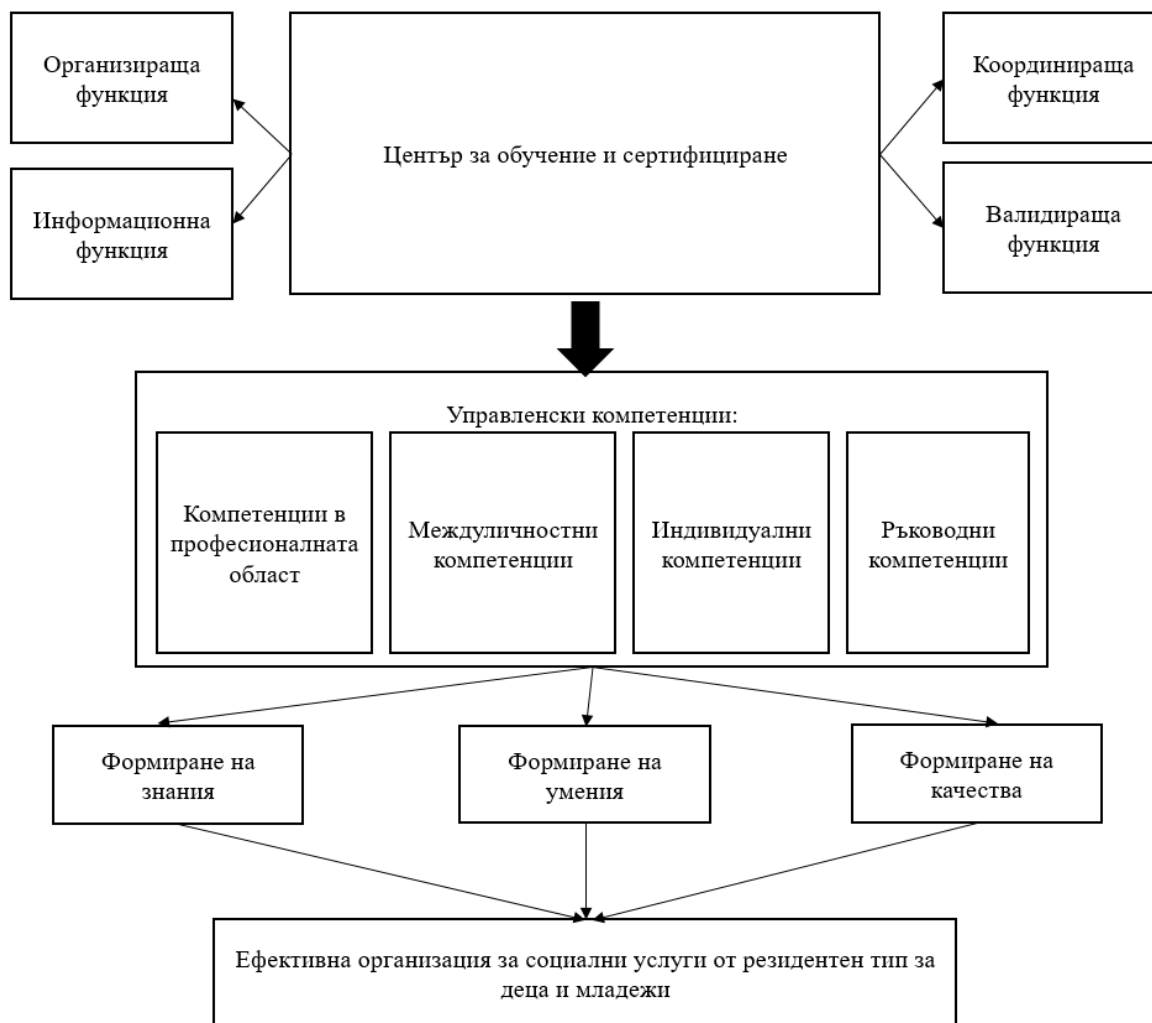 Организираща
функция
Информационна
функция
Център за обучение и сертифициране
Координираща
функция
Валидираща
функция
Управленски компетенции:
Компетенции в
професионалната
област
Междуличностни
компетенции
Индивидуални
компетенции
Ръководни
компетенции
Формиране на
знания
Формиране на
умения
Формиране на
качества
Ефективна организация за социални услуги от резидентен тип за
деца и младежи